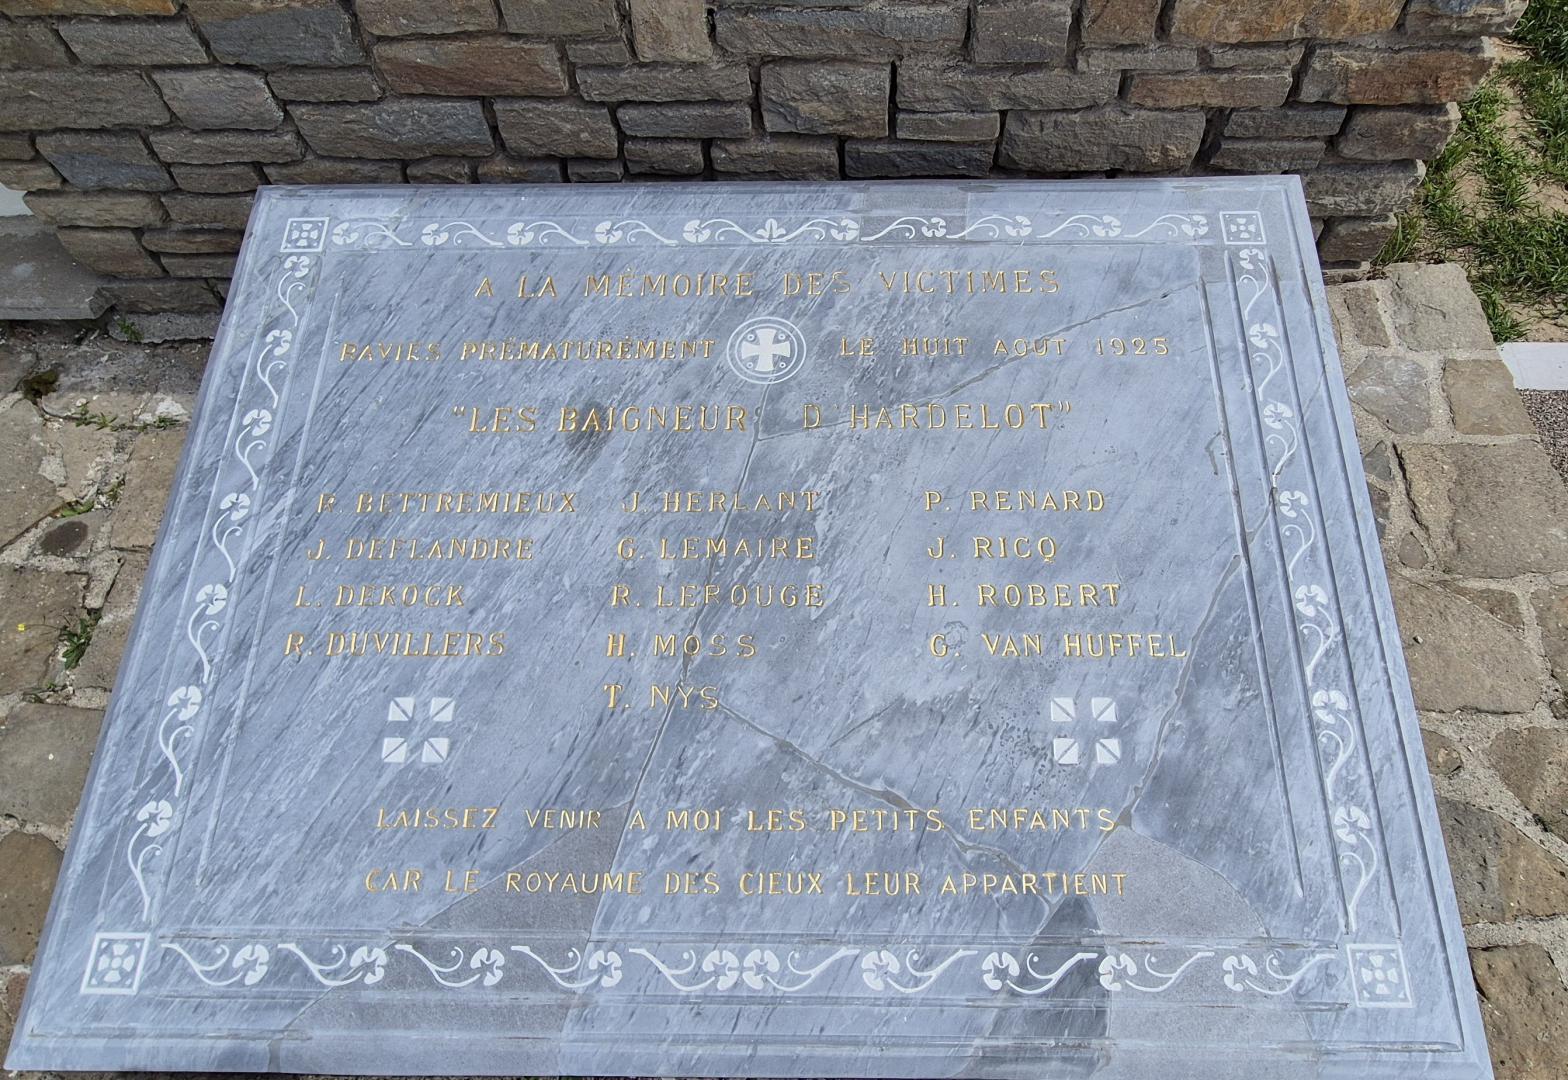 A LA MÉMOIRE DES VICTIMES
RAVIES PRÉMATURÉMENT LE HUIT AOUT 1925
"LES BAIGNEUR D'HARDELOT"
R. BETTREMIEUX J. HERLANT P. RENARD
J. DEFLANDRE G. LEMAIRE J. RICQ
L. DEKOCK R. LEROUGE H. ROBERT
R. DUVILLERS H. MOSS G. VAN HUFFEL
T. NYS
LAISSEZ VENIR A MOI LES PETITS ENFANTS
CAR LE ROYAUME DES CIEUX LEUR APPARTIENT